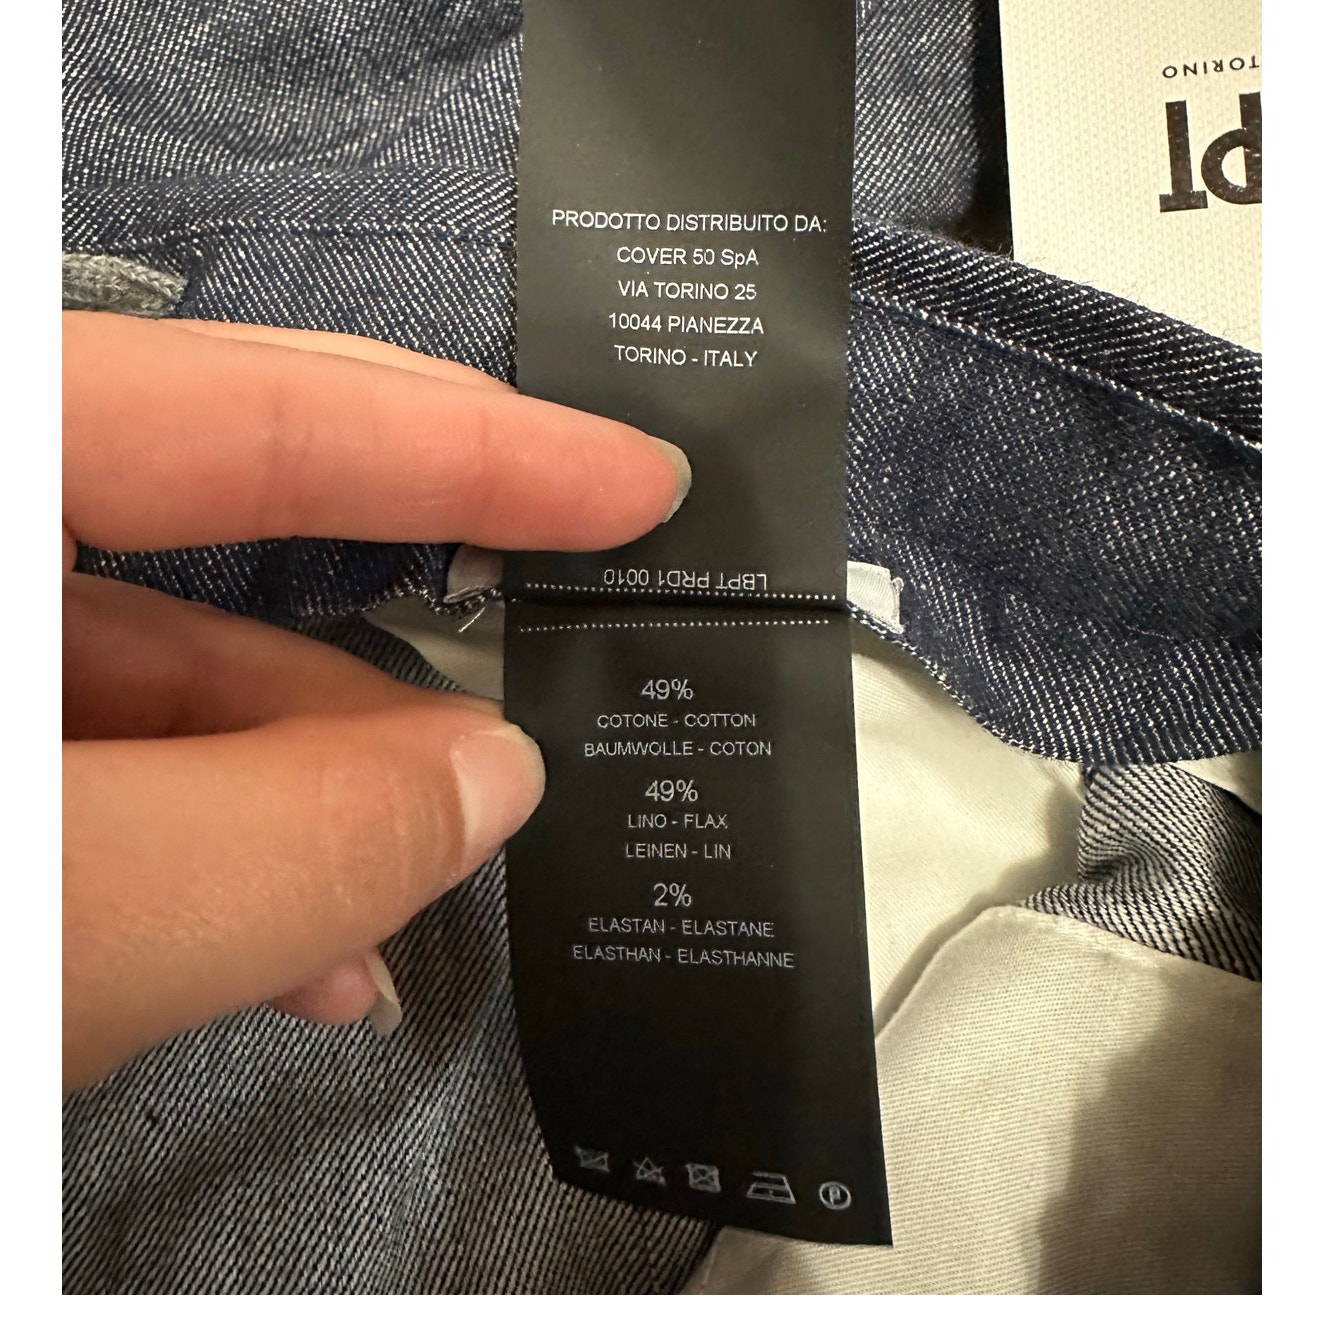 TORINO
PT
PRODOTTO DISTRIBUITO DA:
COVER 50 SpA
VIA TORINO 25
10044 PIANEZZA
TORINO - ITALY
LBPT PRD1 0010
49%
COTONE - COTTON
BAUMWOLLE - COTON
49%
LINO - FLAX
LEINEN - LIN
2%
ELASTAN - ELASTANE
ELASTHAN - ELASTHANNE
P